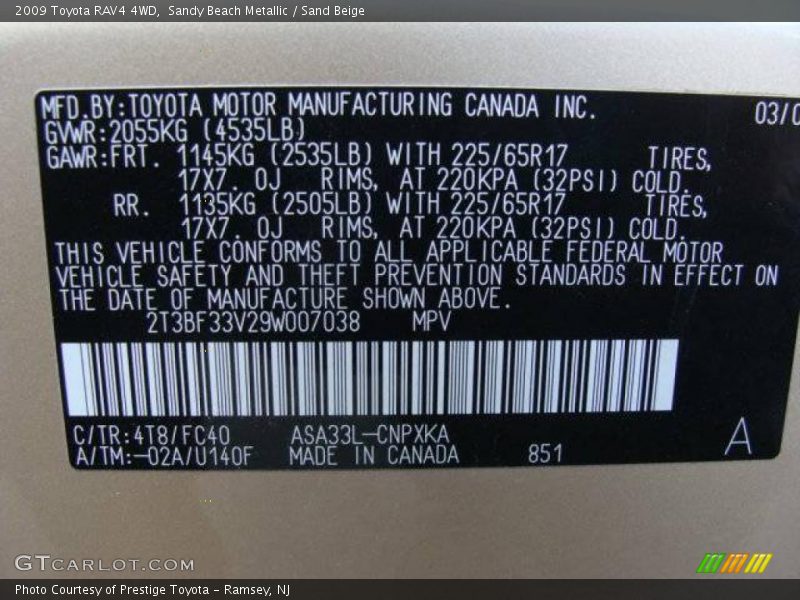 2009 Toyota RAV4 4WD,  Sandy Beach Metallic / Sand Beige
MFD.BY:TOYOTA MOTOR MANUFACTURING CANADA INC. 03/0
GVWR:2055KG (4535LB)
GAWR:FRT. 1145KG (2535LB) WITH 225/65R17 TIRES,
17X7. 0J RIMS, AT 220KPA (32PSI) COLD.
RR. 1135KG (2505LB) WITH 225/65R17 TIRES,
17X7. 0J RIMS, AT 220KPA (32PSI) COLD.
THIS VEHICLE CONFORMS TO ALL APPLICABLE FEDERAL MOTOR
VEHICLE SAFETY AND THEFT PREVENTION STANDARDS IN EFFECT ON
THE DATE OF MANUFACTURE SHOWN ABOVE.
2T3BF33V29W007038 MPV
C/TR:4T8/FC40 ASA33L-CNPXKA
A/TM:-02A/U140F MADE IN CANADA 851 A
GTCARLOT.COM
Photo Courtesy of Prestige Toyota - Ramsey, NJ